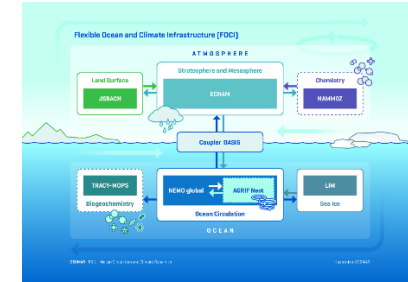 Flexible Ocean and Climate Infrastructure (FOCI)
ATMOSPHERE
Land Surface
JSBACH
Stratosphere and Mesosphere
ECHAM
Chemistry
HAMMOZ
Coupler OASIS
TRACY-MOPS
Biogeochemistry
NEMO global
AGRIF Nest
Ocean Circulation
LIM
Sea Ice
OCEAN
GEOMAR